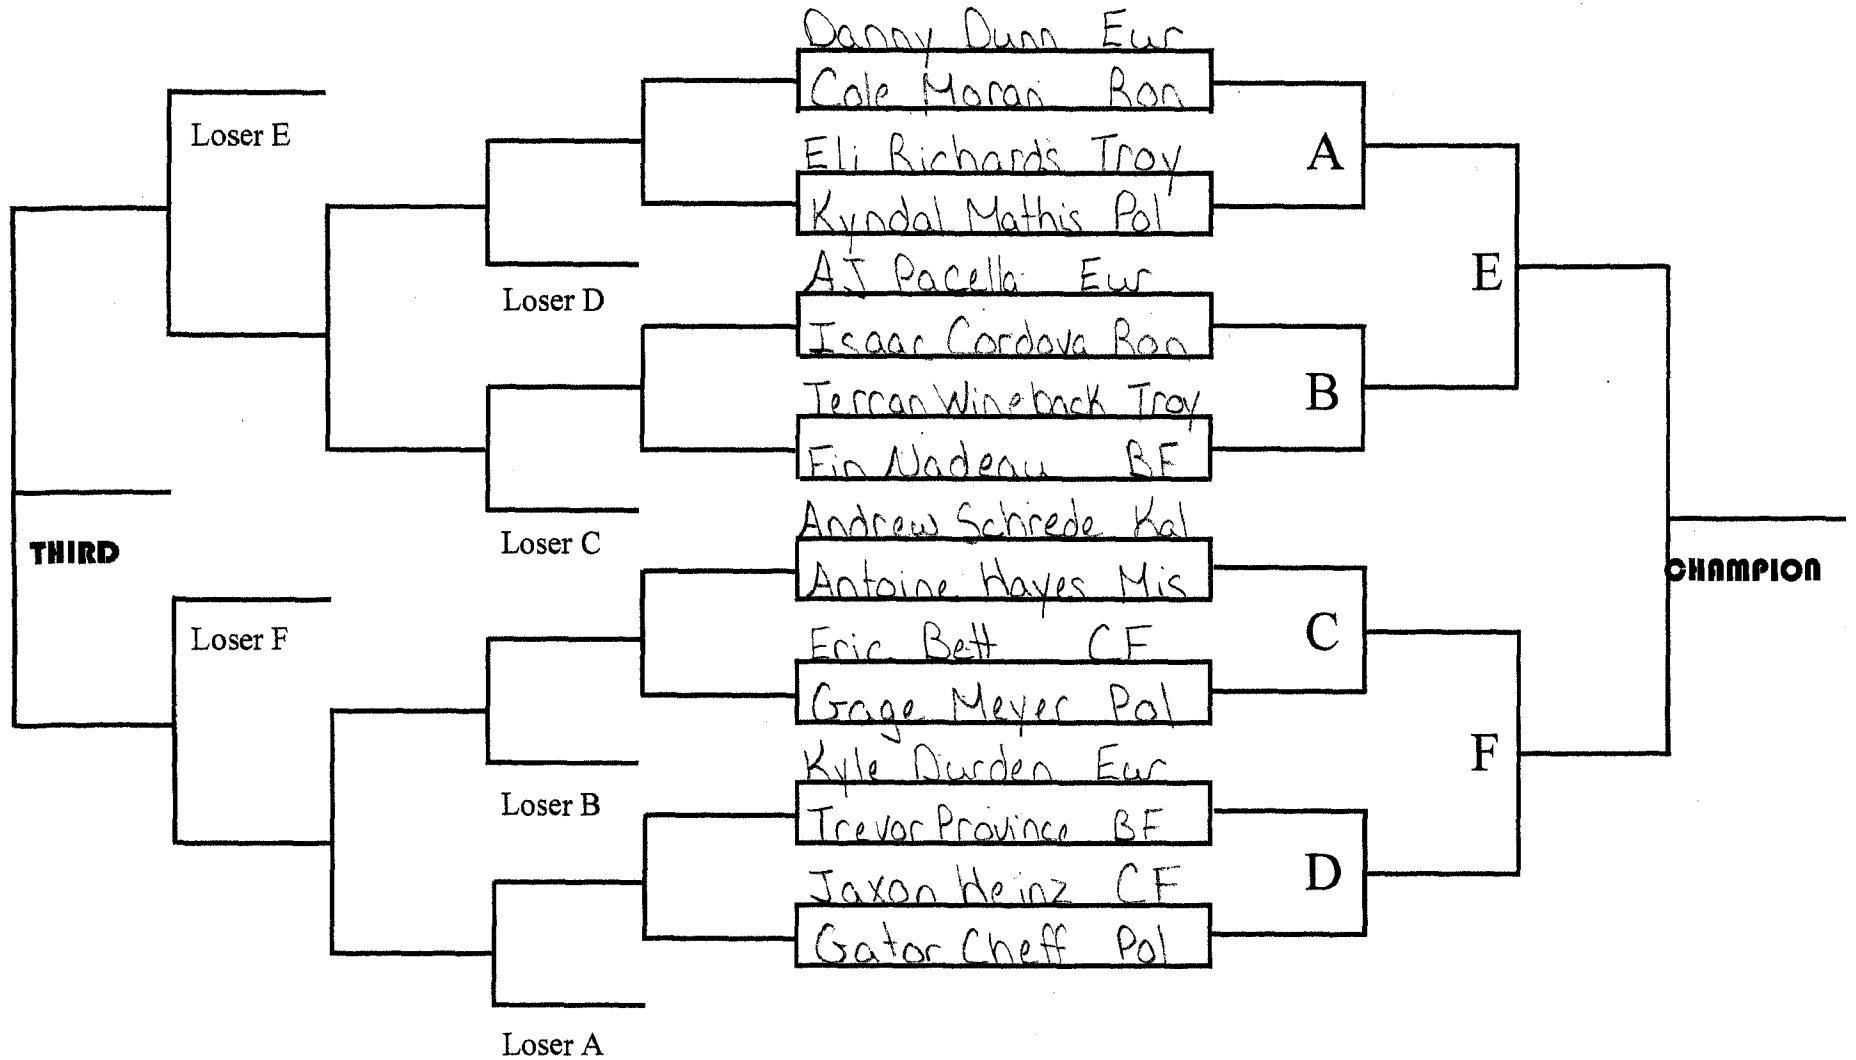 Danny Dunn Eur
Cole Moran Ron
Loser E
A
Eli Richards Troy
Kyndal Mathis Pol
AJ Pacella Eur
E
Loser D
Isaac Cordova Ron
B
Terran Wineback Troy
Fin Nadeau BF
Andrew Schrede Kal
Loser C
THIRD
CHAMPION
Antoine Hayes Mis
Loser F
C
Eric Bett CF
Gage Meyer Pol
F
Kyle Durden Eur
Loser B
Trevor Province BF
D
Jaxon Heinz CF
Gator Cheff Pol
Loser A